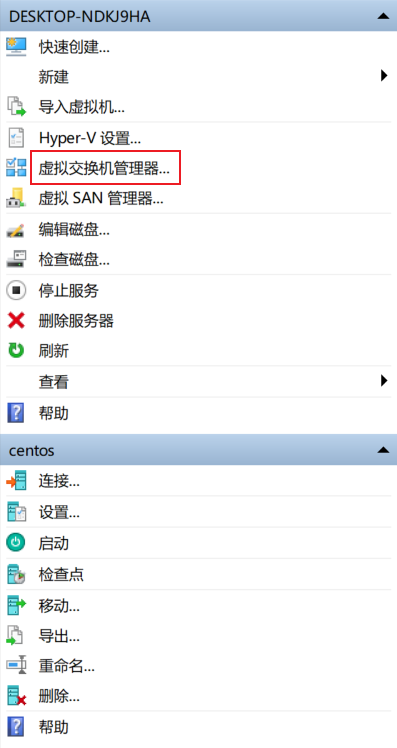 DESKTOP-NDKJ9HA
快速创建...
新建
导入虚拟机...
Hyper-V 设置...
虚拟交换机管理器...
虚拟 SAN 管理器...
编辑磁盘...
检查磁盘...
停止服务
删除服务器
刷新
查看
帮助
centos
连接...
设置...
启动
检查点
移动...
导出...
重命名...
删除...
帮助